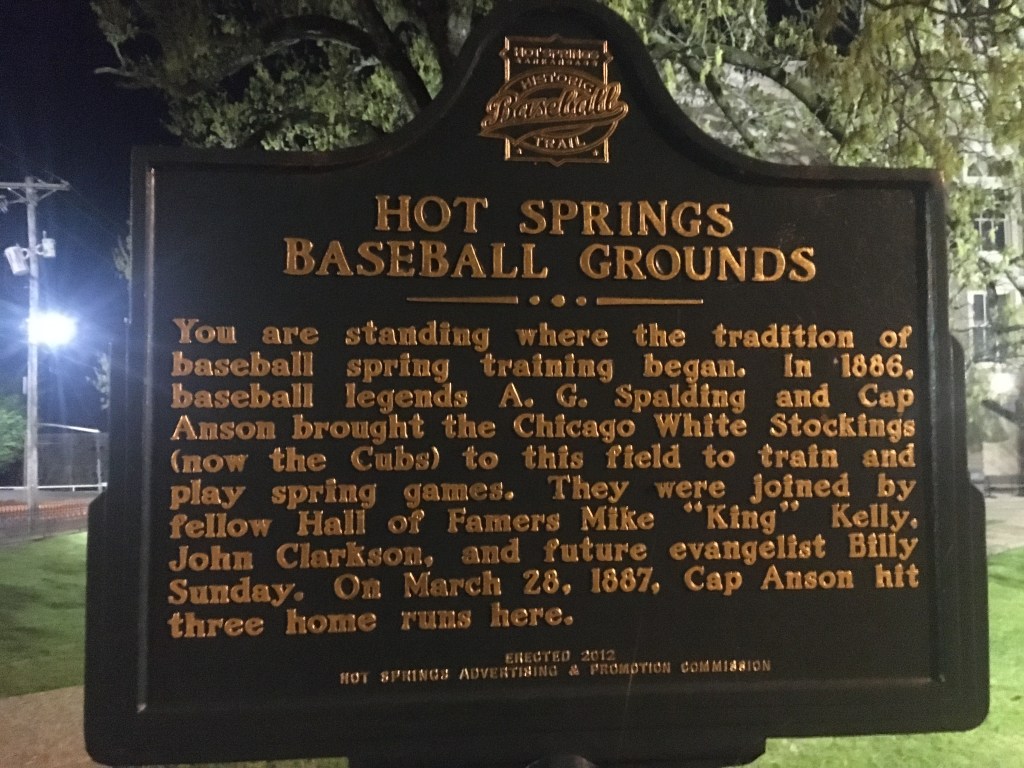 HOT SPRINGS
ARKANSAS
HISTORIC
Baseball
TRAIL
HOT SPRINGS
BASEBALL GROUNDS
You are standing where the tradition of
baseball spring training began. In 1886,
baseball legends A. G. Spalding and Cap
Anson brought the Chicago White Stockings
(now the Cubs) to this field to train and
play spring games. They were joined by
fellow Hall of Famers Mike "King" Kelly,
John Clarkson, and future evangelist Billy
Sunday. On March 28, 1887, Cap Anson hit
three home runs here.
ERECTED 2012
HOT SPRINGS ADVERTISING & PROMOTION COMMISSION